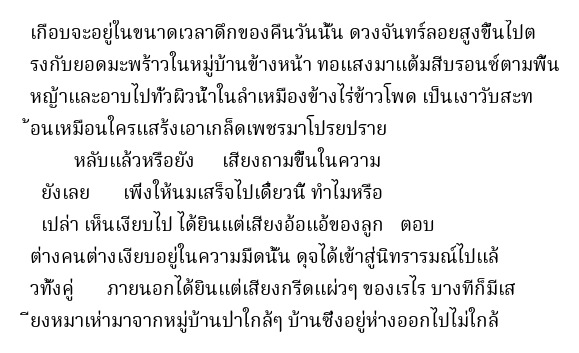 เกือบจะอยู่ในขนาดเวลาดึกของคืนวันนั้น ดวงจันทร์ลอยสูงขึ้นไปต
รงกับยอดมะพร้าวในหมู่บ้านข้างหน้า ทอแสงมาแต้มสีบรอนซ์ตามพื้น
หญ้าและอาบไปทั่วผิวน้ำในลำเหมืองข้างไร่ข้าวโพด เป็นเงาวับสะท
้อนเหมือนใครแสร้งเอาเกล็ดเพชรมาโปรยปราย
หลับแล้วหรือยัง เสียงถามขึ้นในความ
ยังเลย เพิ่งให้นมเสร็จไปเดี๋ยวนี้ ทำไมหรือ
เปล่า เห็นเงียบไป ได้ยินแต่เสียงอ้อแอ้ของลูก ตอบ
ต่างคนต่างเงียบอยู่ในความมืดนั้น ดุจได้เข้าสู่นิทรารมณ์ไปแล้
วทั้งคู่ ภายนอกได้ยินแต่เสียงกรีดแผ่วๆ ของเรไร บางทีก็มีเส
ียงหมาเห่ามาจากหมู่บ้านปาใกล้ๆ บ้านซึ่งอยู่ห่างออกไปไม่ใกล้